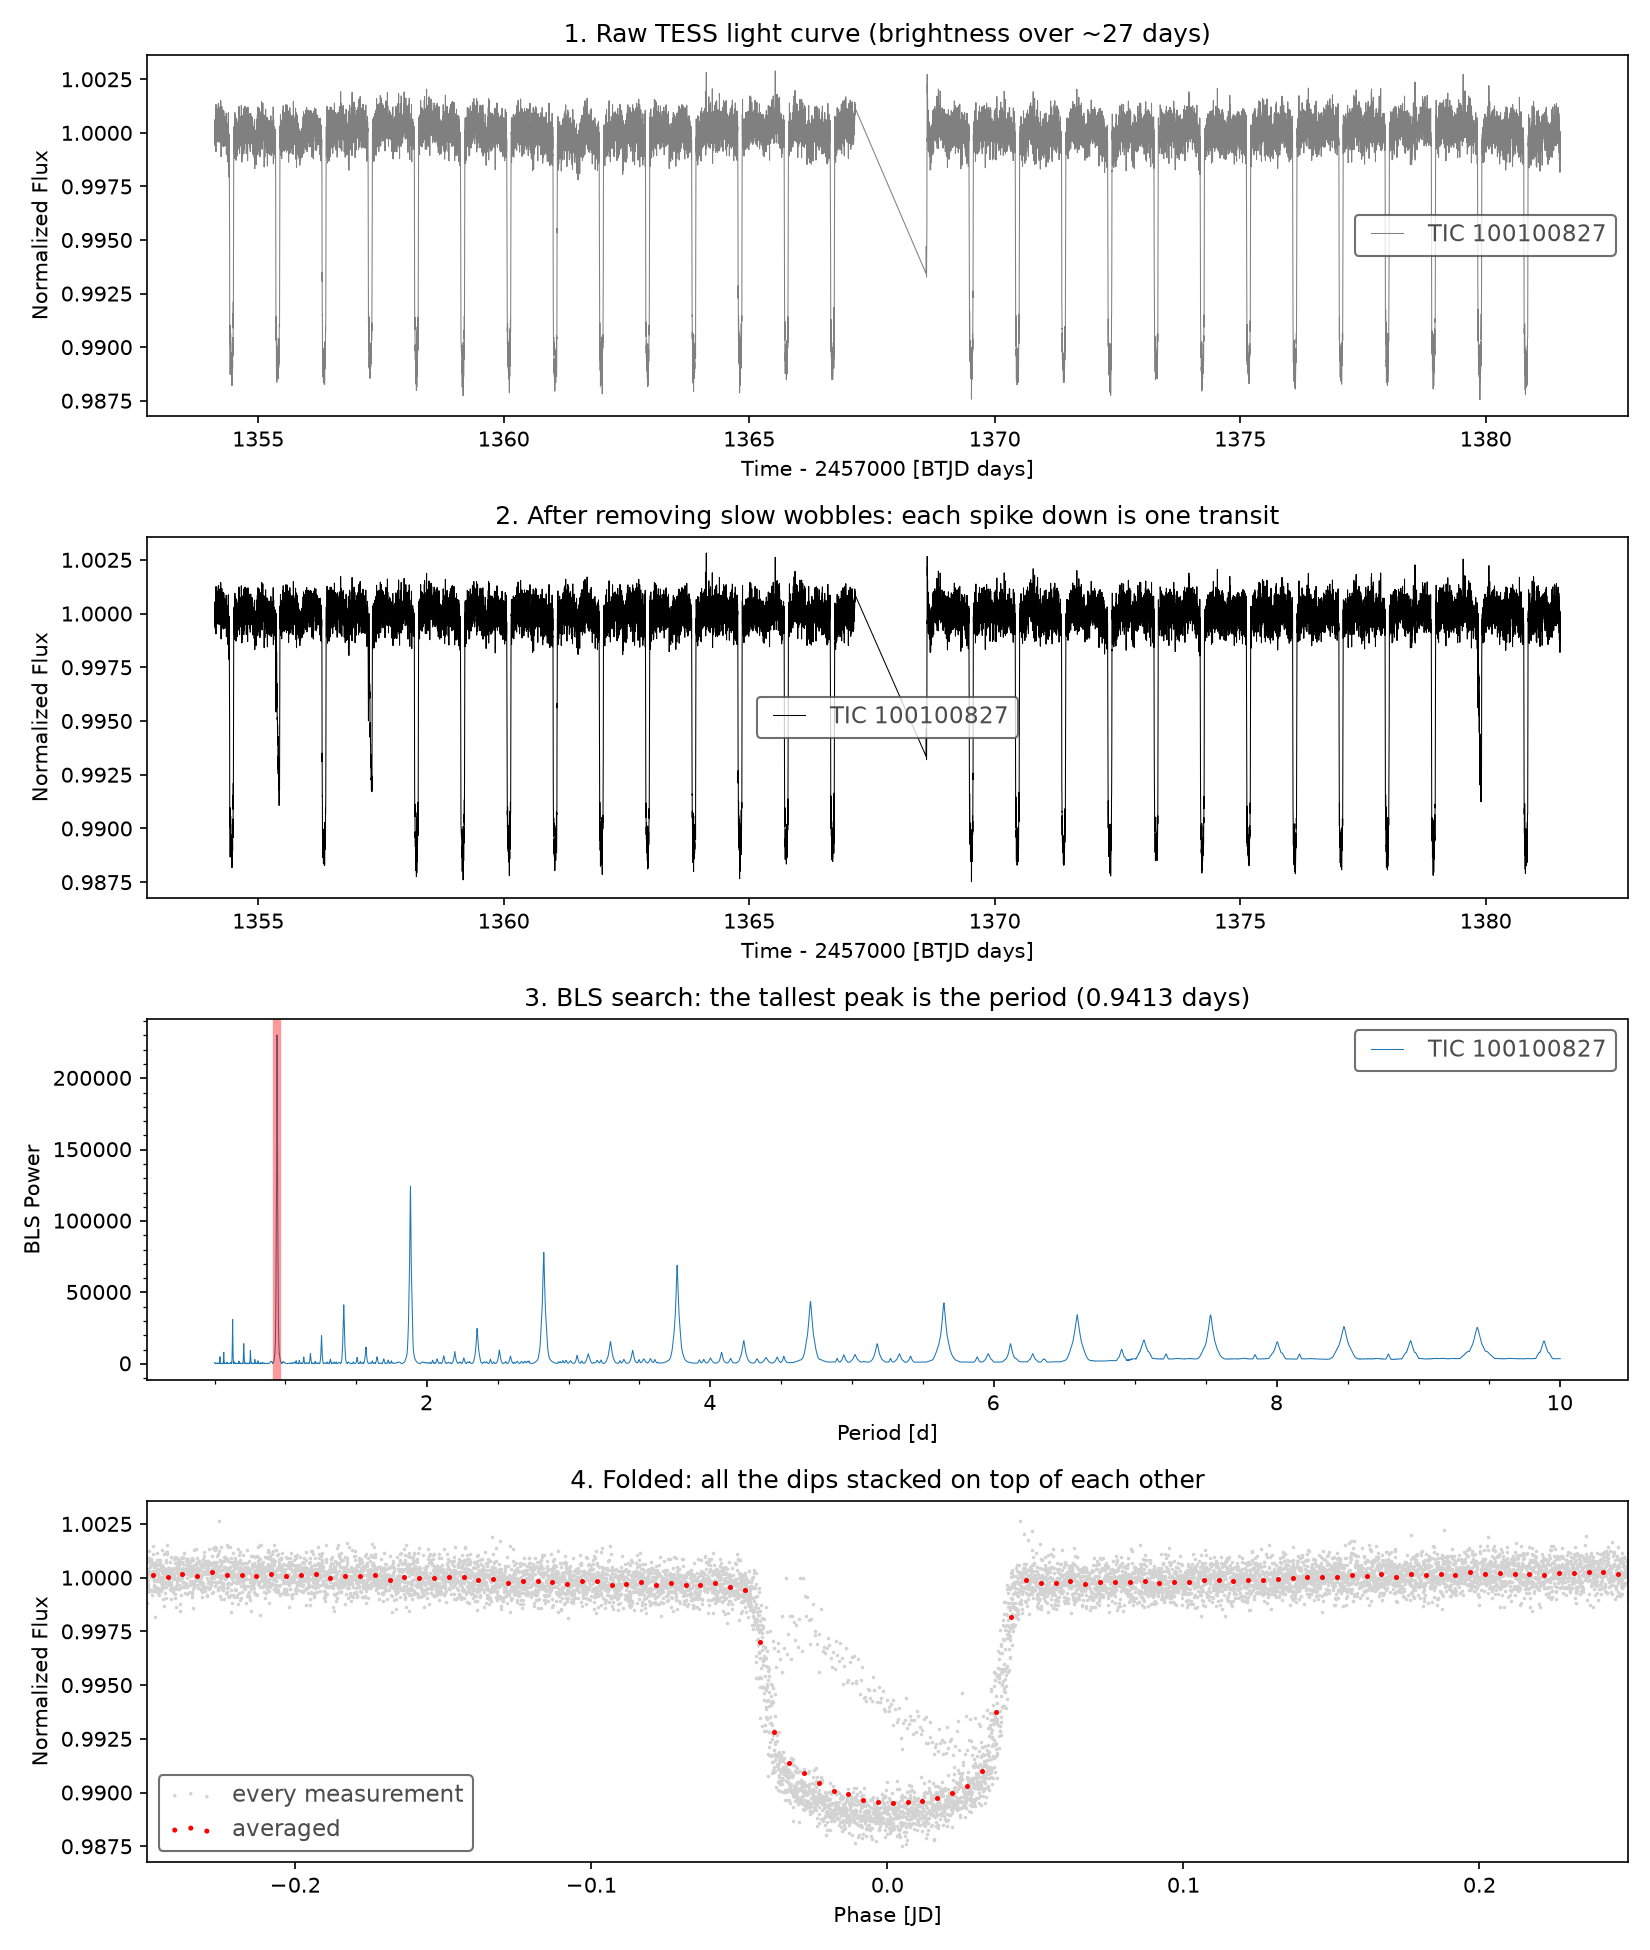 1. Raw TESS light curve (brightness over ~27 days)
1.0025
1.0000
0.9975
0.9950
0.9925
0.9900
0.9875
Normalized Flux
TIC 100100827
1355
1360
1365
1370
1375
1380
Time - 2457000 [BTJD days]
2. After removing slow wobbles: each spike down is one transit
1.0025
1.0000
0.9975
0.9950
0.9925
0.9900
0.9875
Normalized Flux
TIC 100100827
1355
1360
1365
1370
1375
1380
Time - 2457000 [BTJD days]
3. BLS search: the tallest peak is the period (0.9413 days)
200000
150000
100000
50000
0
BLS Power
TIC 100100827
2
4
6
8
10
Period [d]
4. Folded: all the dips stacked on top of each other
1.0025
1.0000
0.9975
0.9950
0.9925
0.9900
0.9875
Normalized Flux
every measurement
averaged
−0.2
−0.1
0.0
0.1
0.2
Phase [JD]